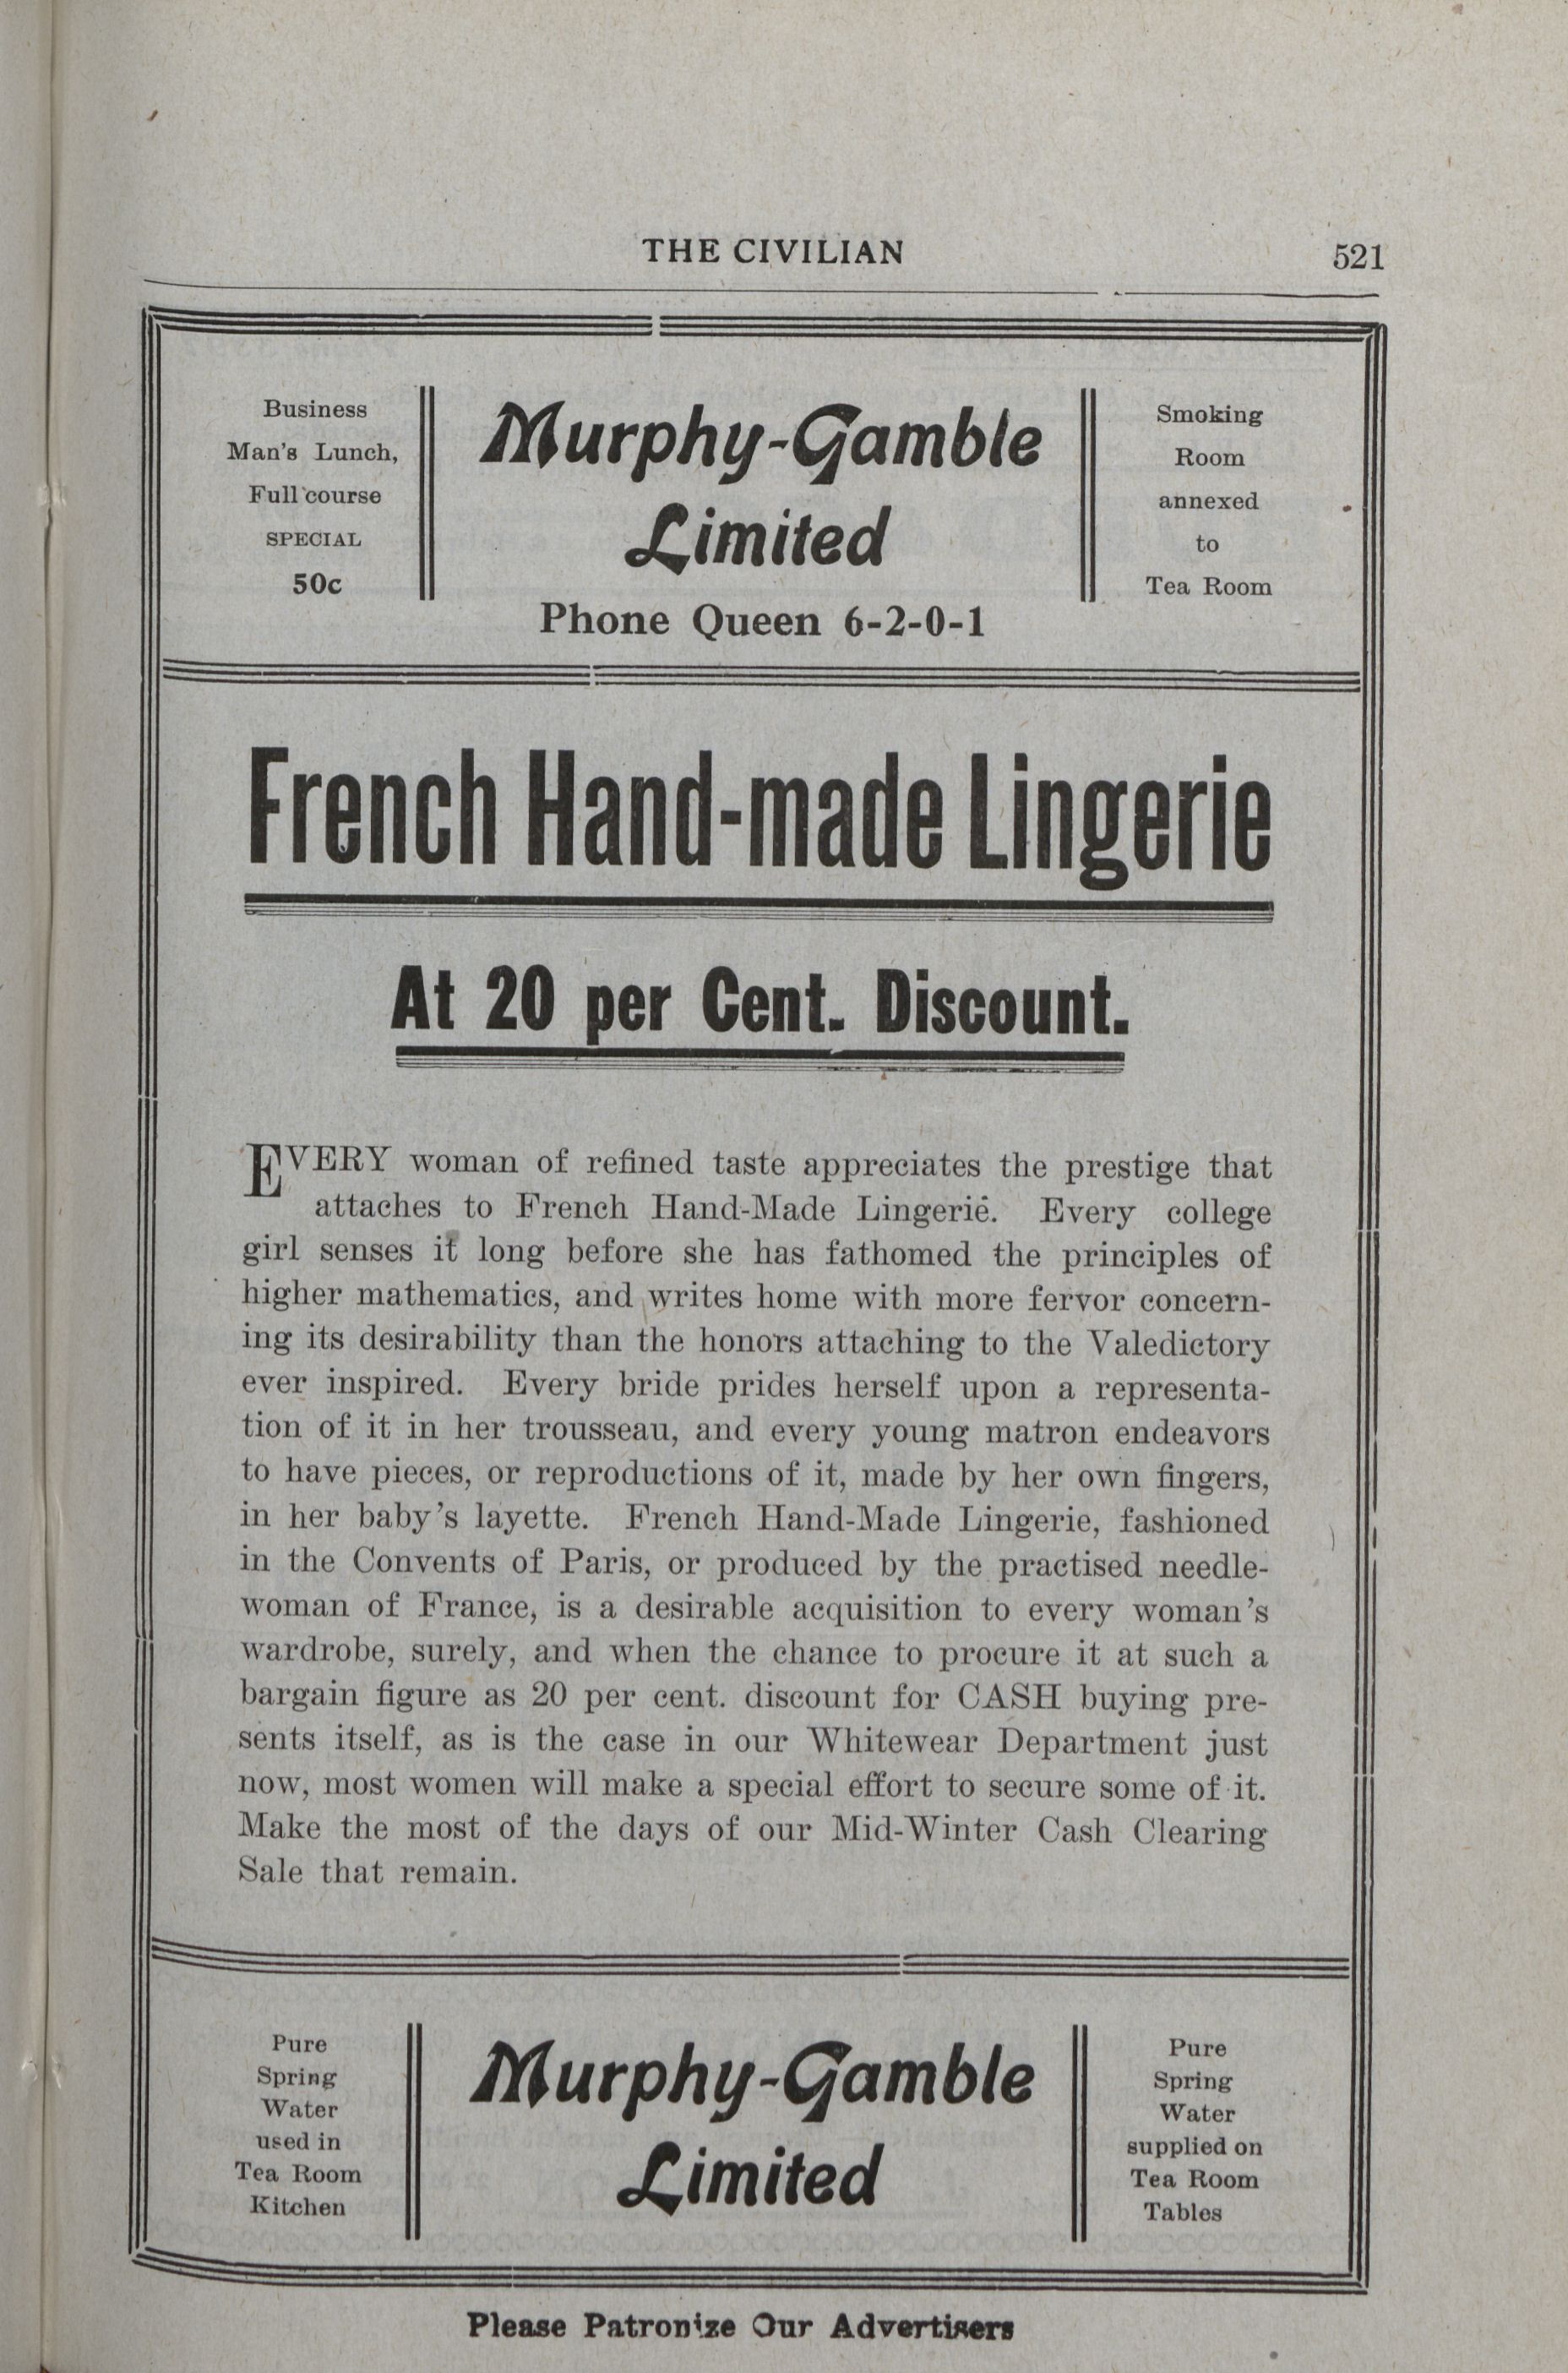 THE CIVILIAN 521
Business
Man's Lunch,
Full course
SPECIAL
50c
Murphy-Gamble
Limited
Phone Queen 6-2-0-1
Smoking
Room
annexed
to
Tea Room
French Hand-made Lingerie
At 20 per Cent. Discount.
EVERY woman of refined taste appreciates the prestige that
attaches to French Hand-Made Lingerie. Every college
girl senses it long before she has fathomed the principles of
higher mathematics, and writes home with more fervor concern-
ing its desirability than the honors attaching to the Valedictory
ever inspired. Every bride prides herself upon a representa-
tion of it in her trousseau, and every young matron endeavors
to have pieces, or reproductions of it, made by her own fingers,
in her baby's layette. French Hand-Made Lingerie, fashioned
in the Convents of Paris, or produced by the practised needle-
woman of France, is a desirable acquisition to every woman's
wardrobe, surely, and when the chance to procure it at such a
bargain figure as 20 per cent. discount for CASH buying pre-
sents itself, as is the case in our Whitewear Department just
now, most women will make a special effort to secure some of it.
Make the most of the days of our Mid-Winter Cash Clearing
Sale that remain.
Pure
Spring
Water
used in
Tea Room
Kitchen
Murphy-Gamble
Limited
Pure
Spring
Water
supplied on
Tea Room
Tables
Please Patronize Our Advertisers